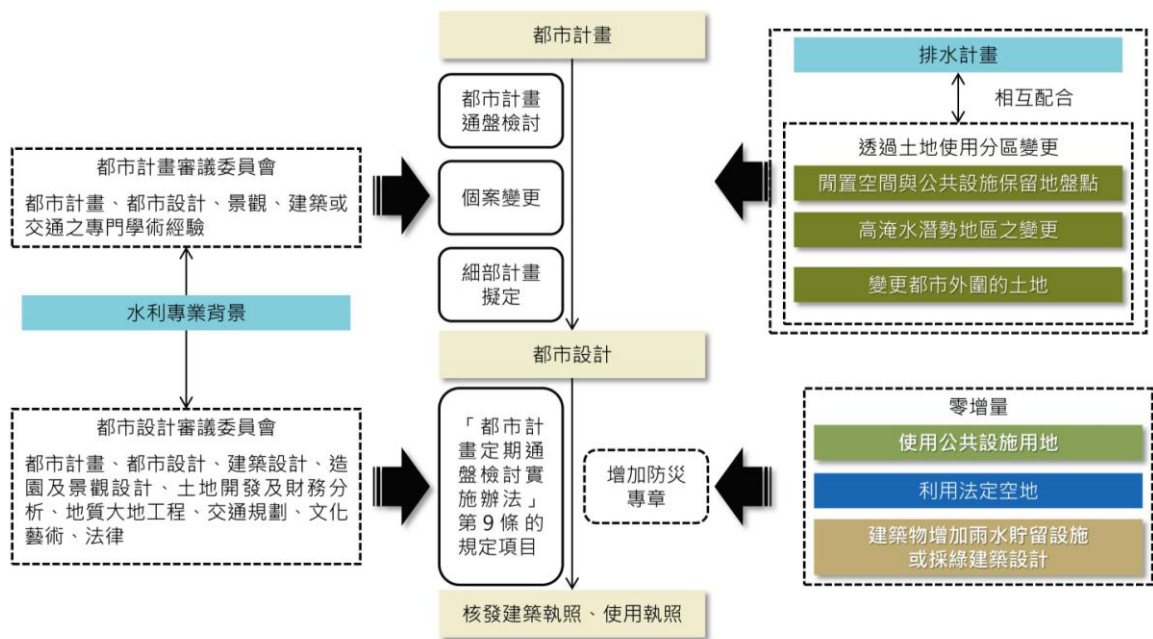 都市計畫
都市計畫
通盤檢討
個案變更
細部計畫
擬定
都市設計
「都市計
畫定期通
盤檢討實
施辦法」
第9條的
規定項目
增加防災
專章
核發建築執照、使用執照
都市計畫審議委員會
都市計畫、都市設計、景觀、建築或
交通之專門學術經驗
水利專業背景
都市設計審議委員會
都市計畫、都市設計、建築設計、造
園及景觀設計、土地開發及財務分
析、地質大地工程、交通規劃、文化
藝術、法律
排水計畫
相互配合
透過土地使用分區變更
閒置空間與公共設施保留地盤點
高淹水潛勢地區之變更
變更都市外圍的土地
零增量
使用公共設施用地
利用法定空地
建築物增加雨水貯留設施
或採綠建築設計